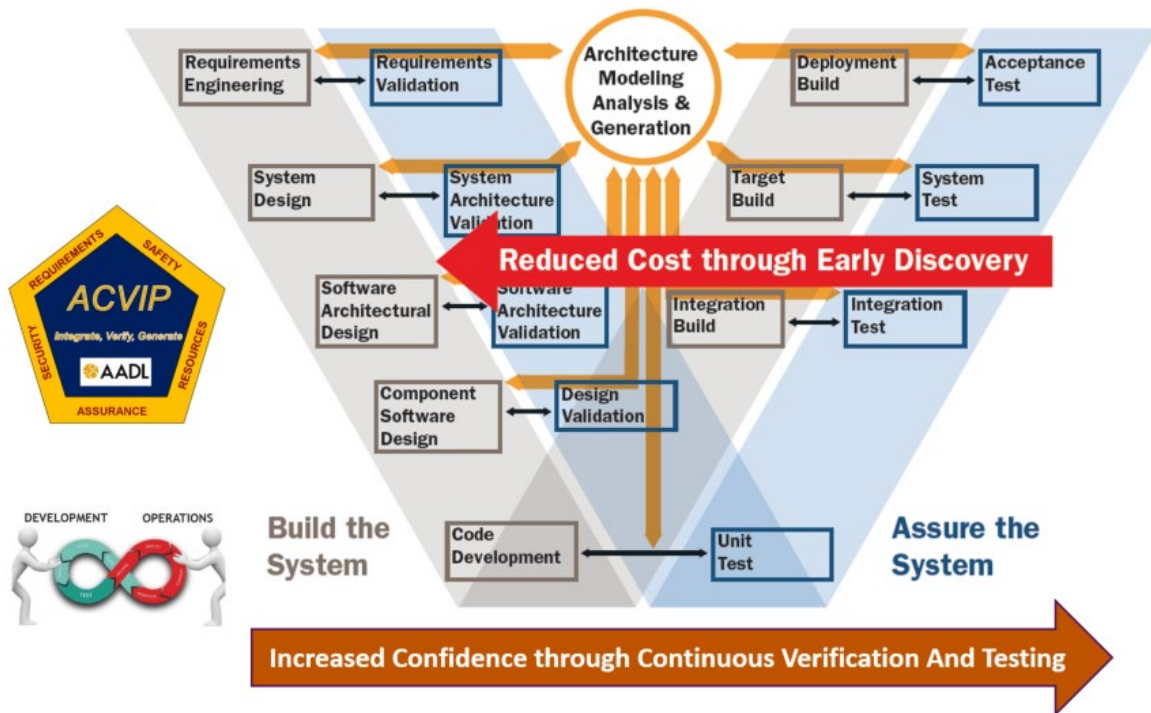 Architecture
Modeling
Analysis &
Generation
Requirements
Engineering
Requirements
Validation
Deployment
Build
Acceptance
Test
System
Design
System
Architecture
Validation
Target
Build
System
Test
Reduced Cost through Early Discovery
Software
Architectural
Design
Software
Architecture
Validation
Integration
Build
Integration
Test
Component
Software
Design
Design
Validation
REQUIREMENTS
SAFETY
SECURITY
RESOURCES
ASSURANCE
ACVIP
Integrate, Verify, Generate
AADL
DEVELOPMENT
OPERATIONS
TEST
Build the
System
Code
Development
Unit
Test
Assure the
System
Increased Confidence through Continuous Verification And Testing